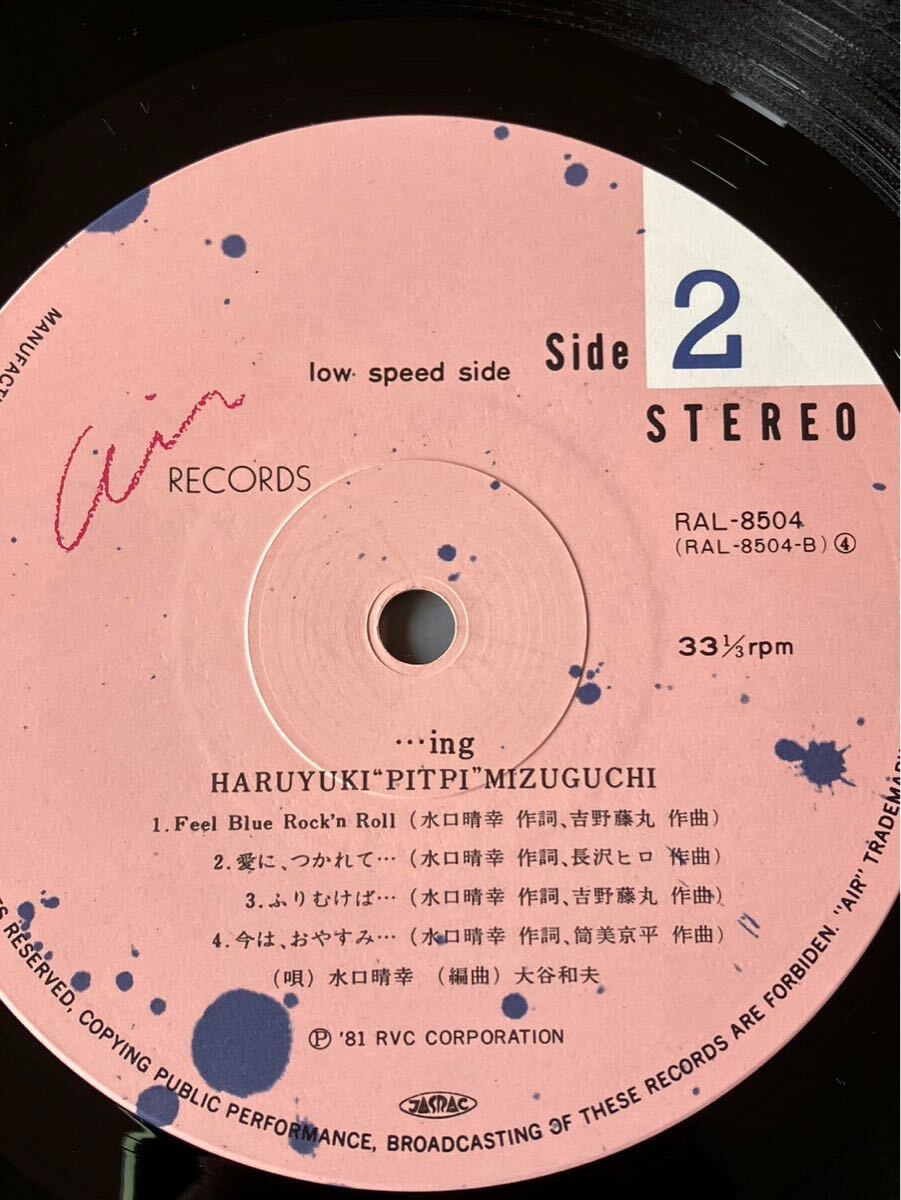 Side 2
low speed side
STEREO
air
RECORDS
RAL-8504
(RAL-8504-B) ④
33⅓rpm
…ing
HARUYUKI“PITPI”MIZUGUCHI
1.Feel Blue Rock'n Roll (水口晴幸 作詞、吉野藤丸 作曲)
2.愛に、つかれて… (水口晴幸 作詞、長沢ヒロ 作曲)
3.ふりむけば… (水口晴幸 作詞、吉野藤丸 作曲)
4.今は、おやすみ… (水口晴幸 作詞、筒美京平 作曲)
(唄) 水口晴幸 (編曲) 大谷和夫
Ⓟ '81 RVC CORPORATION
JASRAC
RESERVED, COPYING PUBLIC PERFORMANCE, BROADCASTING OF THESE RECORDS ARE FORBIDDEN. "AIR" TRADEMARK